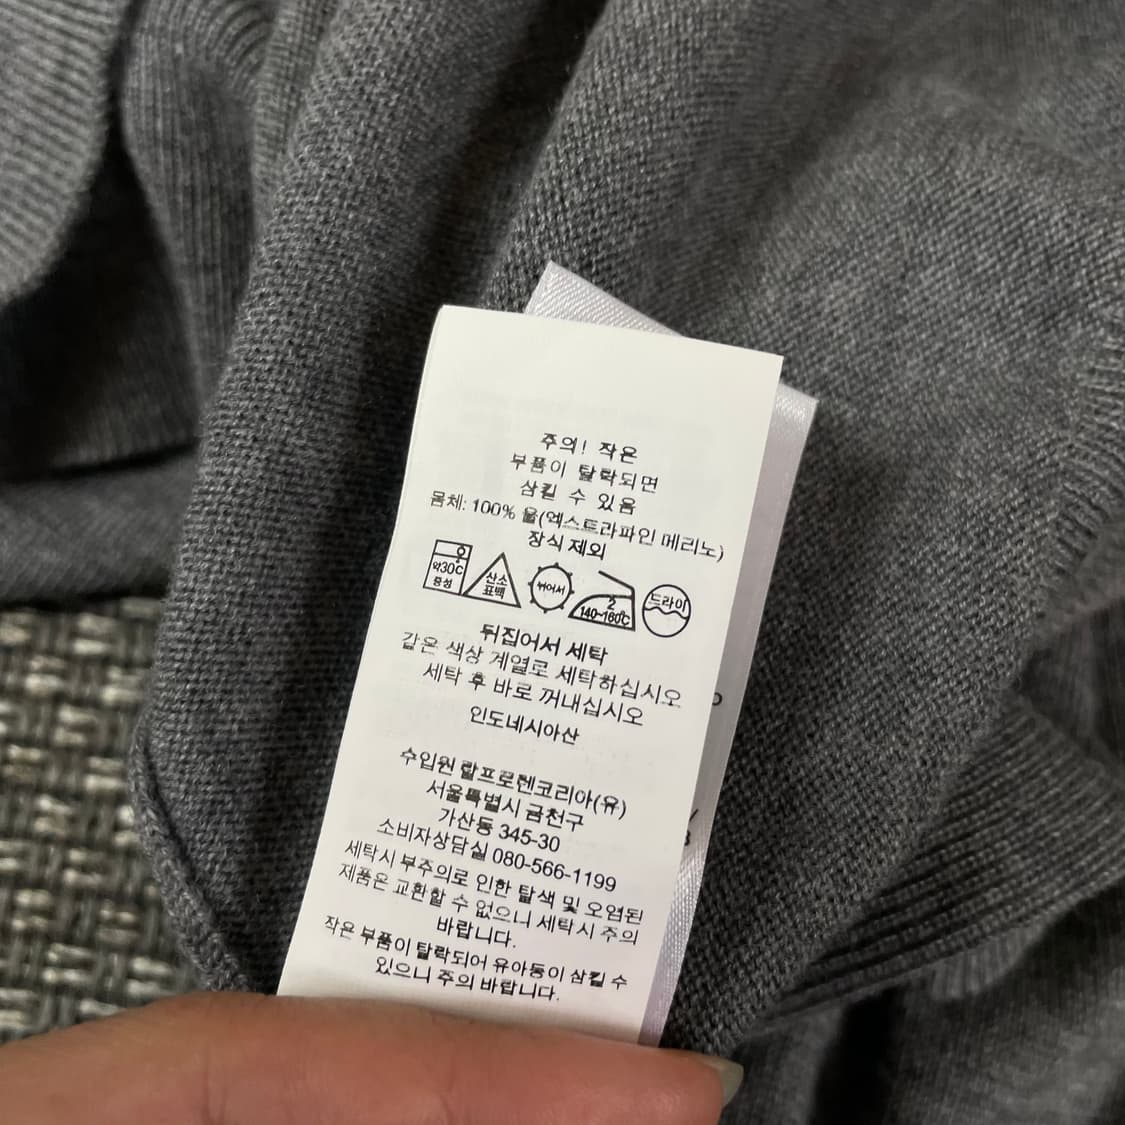 주의! 작은
부품이 탈락되면
삼킬 수 있음
몸체: 100% 울(엑스트라파인 메리노)
장식 제외
약30C
중성
산소
표백
뉘어서
2
140~160℃
드라이
뒤집어서 세탁
같은 색상 계열로 세탁하십시오
세탁 후 바로 꺼내십시오
인도네시아산
수입원 랄프로렌코리아(유)
서울특별시 금천구
가산동 345-30
소비자상담실 080-566-1199
세탁시 부주의로 인한 탈색 및 오염된
제품은 교환할 수 없으니 세탁시 주의
바랍니다.
작은 부품이 탈락되어 유아동이 삼킬 수
있으니 주의 바랍니다.